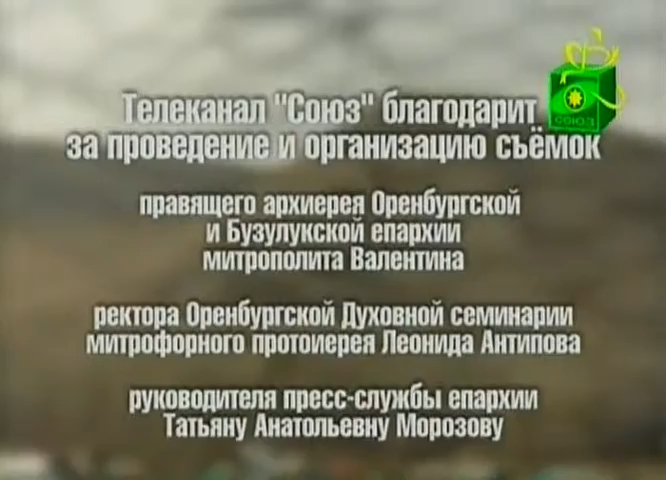 Телеканал "Союз" благодарит
за проведение и организацию съёмок
правящего архиерея Оренбургской
и Бузулукской епархии
митрополита Валентина
ректора Оренбургской Духовной семинарии
митрофорного протоиерея Леонида Антипова
руководителя пресс-службы епархии
Татьяну Анатольевну Морозову
СОЮЗ